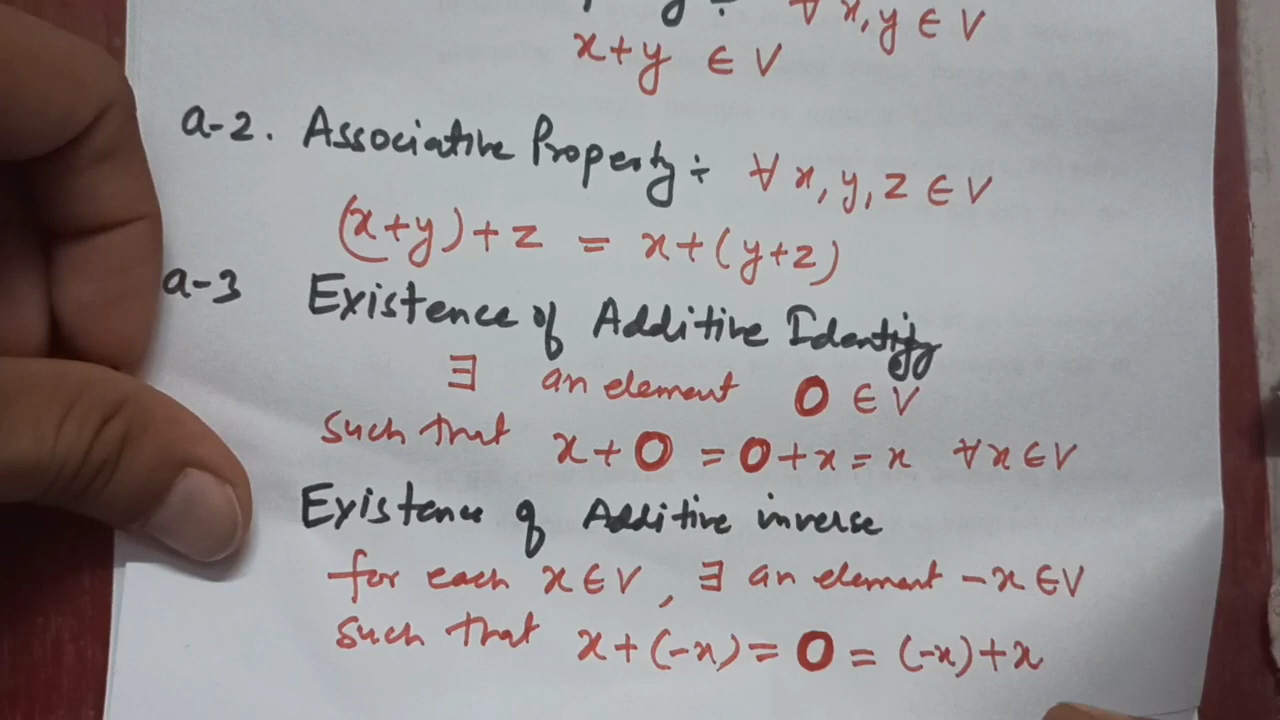 ∀ x, y ∈ V
x+y ∈ V
a-2. Associative Property ÷ ∀ x, y, z ∈ V
(x+y)+z = x+(y+z)
a-3 Existence of Additive Identity
∃ an element 0 ∈ V
such that x+0 = 0+x = x ∀x∈V
Existence of Additive inverse
for each x∈V, ∃ an element -x∈V
such that x+(-x) = 0 = (-x)+x